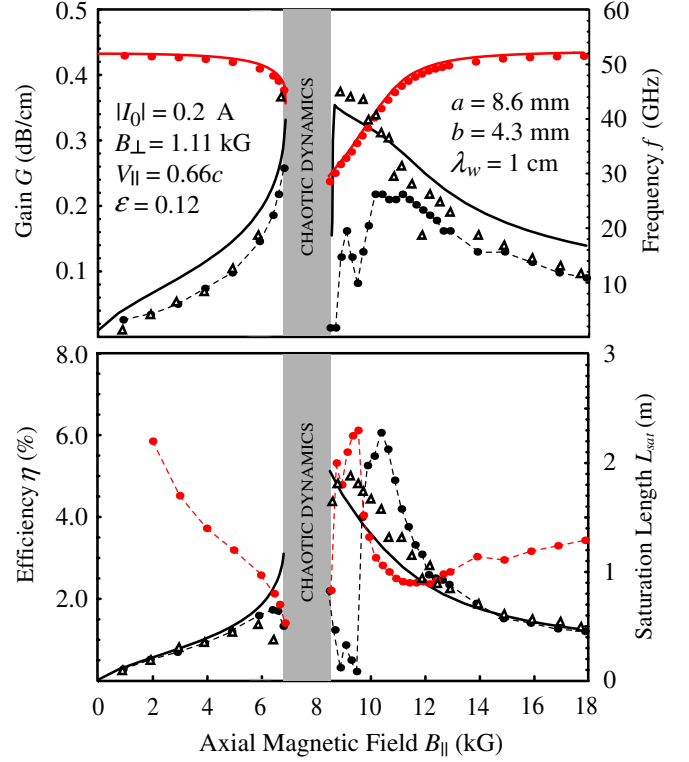 0.5
0.4
0.3
0.2
0.1
Gain G (dB/cm)
60
50
40
30
20
10
Frequency f
(GHz)
|I₀| = 0.2 A
B⊥ = 1.11 kG
V∥ = 0.66c
ε = 0.12
CHAOTIC DYNAMICS
a = 8.6 mm
b = 4.3 mm
λw = 1 cm
8.0
6.0
4.0
2.0
Efficiency η (%)
CHAOTIC DYNAMICS
3
2
1
0
Saturation Length Lsat (m)
0 2 4 6 8 10 12 14 16 18
Axial Magnetic Field B∥ (kG)